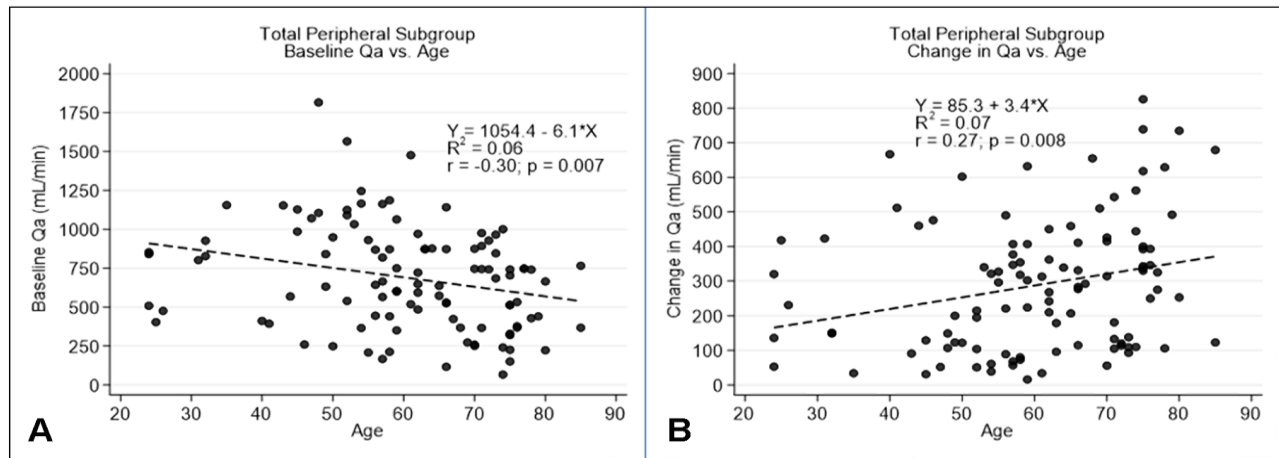 Total Peripheral Subgroup
Baseline Qa vs. Age
2000
1750
1500
1250
1000
750
500
250
0
Baseline Qa (mL/min)
Y = 1054.4 - 6.1*X
R² = 0.06
r = -0.30; p = 0.007
20 30 40 50 60 70 80 90
Age
A
Total Peripheral Subgroup
Change in Qa vs. Age
900
800
700
600
500
400
300
200
100
0
Change in Qa (mL/min)
Y = 85.3 + 3.4*X
R² = 0.07
r = 0.27; p = 0.008
20 30 40 50 60 70 80 90
Age
B